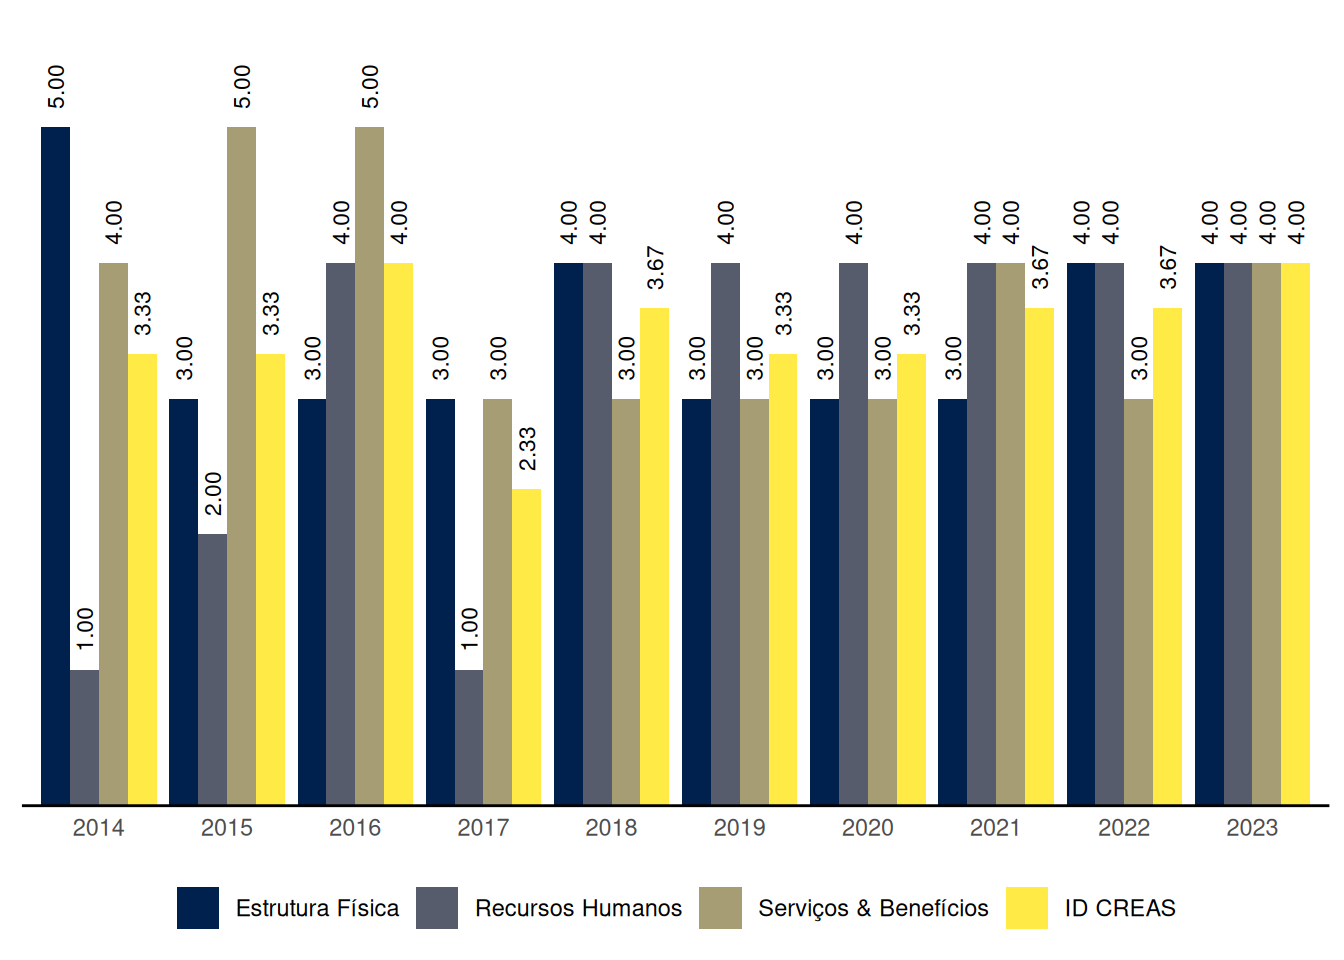 5.00 5.00 5.00
4.00 4.00 4.00 4.00 4.00 4.00 4.00 4.00 4.00 4.00 4.00 4.00 4.00 4.00 4.00
3.67 3.67 3.67
3.33 3.33 3.33 3.33
3.00 3.00 3.00 3.00 3.00 3.00 3.00 3.00 3.00 3.00 3.00
2.33
2.00
1.00 1.00
2014 2015 2016 2017 2018 2019 2020 2021 2022 2023
Estrutura Física Recursos Humanos Serviços & Benefícios ID CREAS